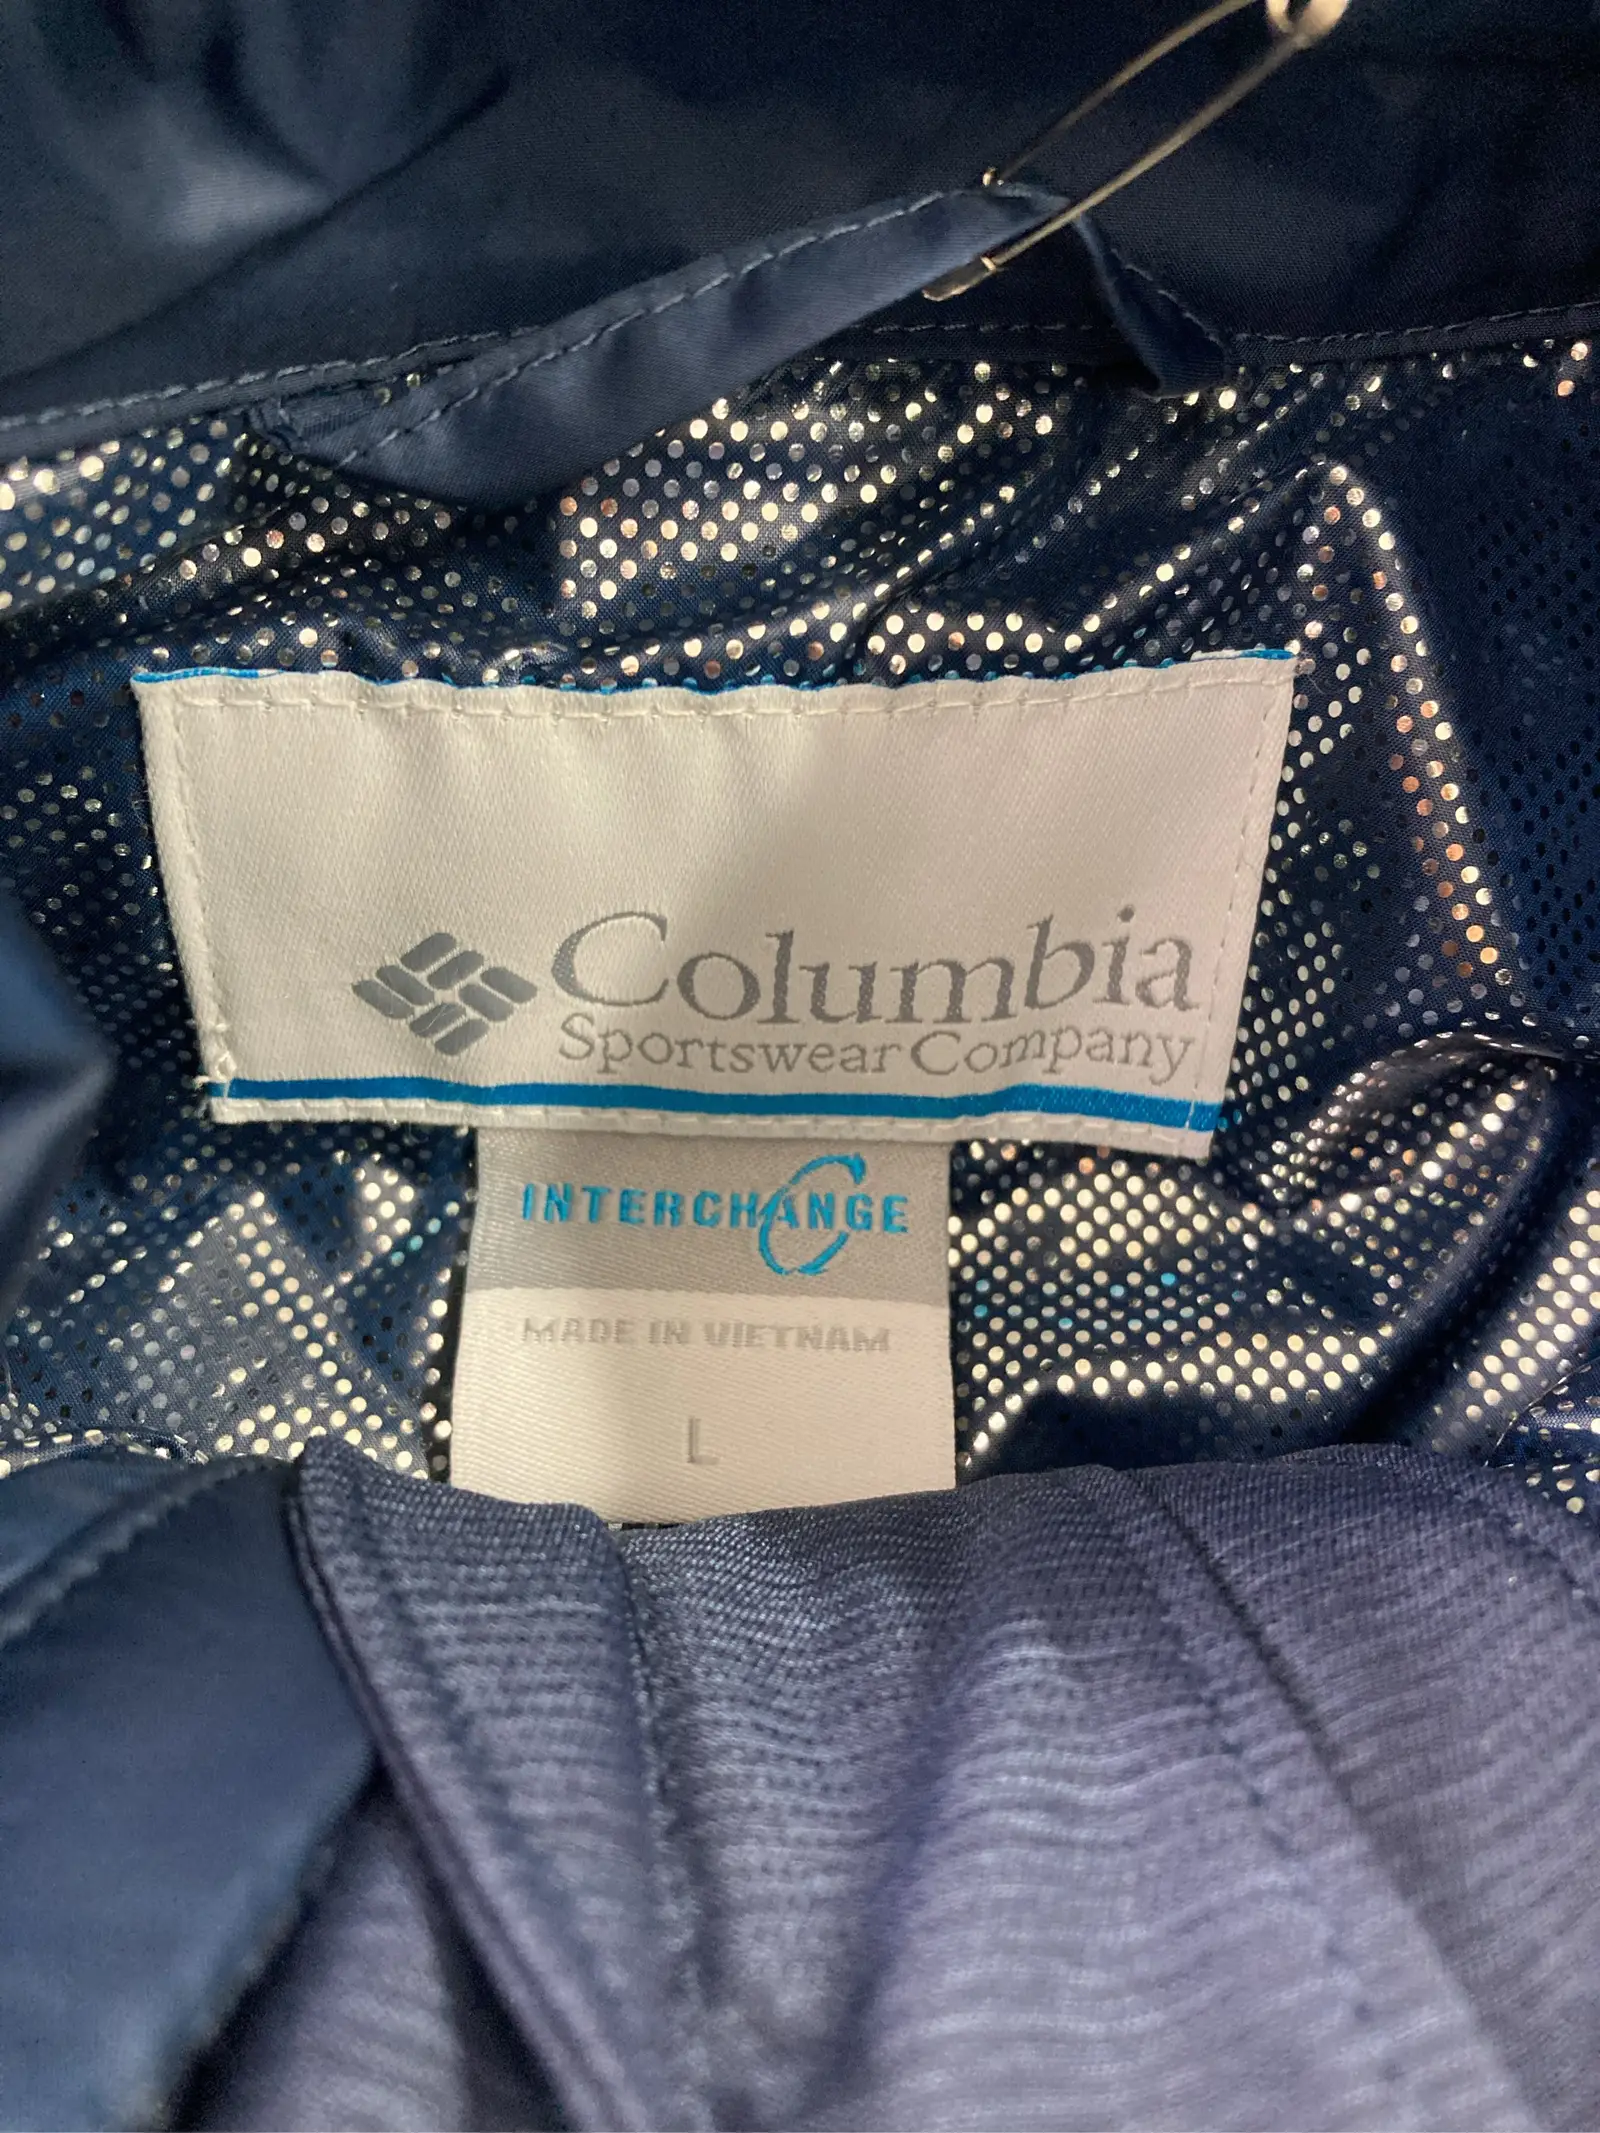 Columbia
Sportswear Company
INTERCHANGE
MADE IN VIETNAM
L